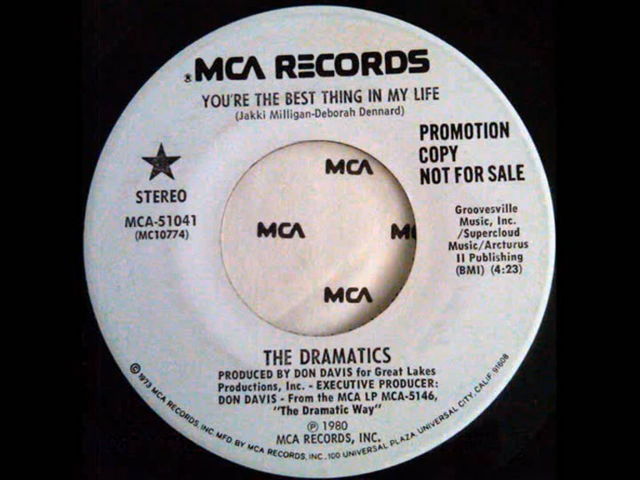 MCA RECORDS
YOU'RE THE BEST THING IN MY LIFE
(Jakki Milligan-Deborah Dennard)
PROMOTION
COPY
NOT FOR SALE
STEREO
MCA-51041
(MC10774)
MCA
MCA
MCA
Groovesville
Music, Inc.
/Supercloud
Music/Arcturus
II Publishing
(BMI) (4:23)
THE DRAMATICS
PRODUCED BY DON DAVIS for Great Lakes
Productions, Inc. - EXECUTIVE PRODUCER:
DON DAVIS - From the MCA LP MCA-5146,
"The Dramatic Way"
℗ 1980
MCA RECORDS, INC.
©1973 MCA RECORDS, INC. MFD BY MCA RECORDS, INC., 100 UNIVERSAL PLAZA, UNIVERSAL CITY, CALIF. 91608